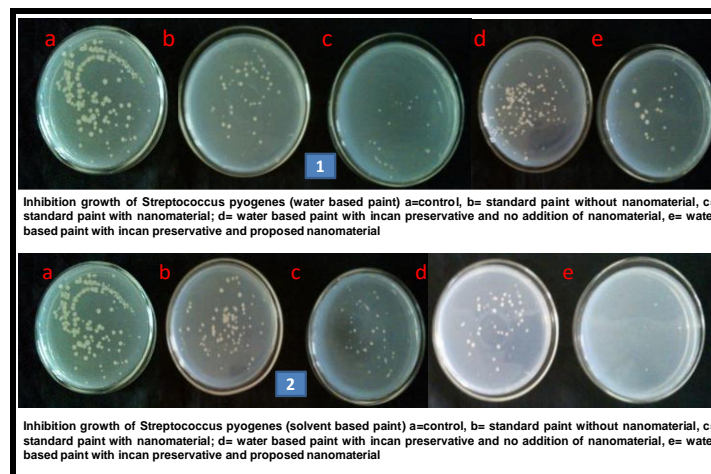 a b c d e
1
Inhibition growth of Streptococcus pyogenes (water based paint) a=control, b= standard paint without nanomaterial, c=
standard paint with nanomaterial; d= water based paint with incan preservative and no addition of nanomaterial, e= wate
based paint with incan preservative and proposed nanomaterial
a b c d e
2
Inhibition growth of Streptococcus pyogenes (solvent based paint) a=control, b= standard paint without nanomaterial, c=
standard paint with nanomaterial; d= water based paint with incan preservative and no addition of nanomaterial, e= wate
based paint with incan preservative and proposed nanomaterial